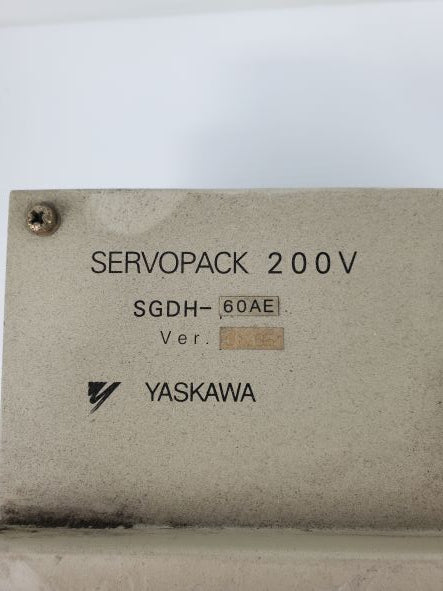 SERVOPACK 200V
SGDH-60AE
Ver.
YASKAWA